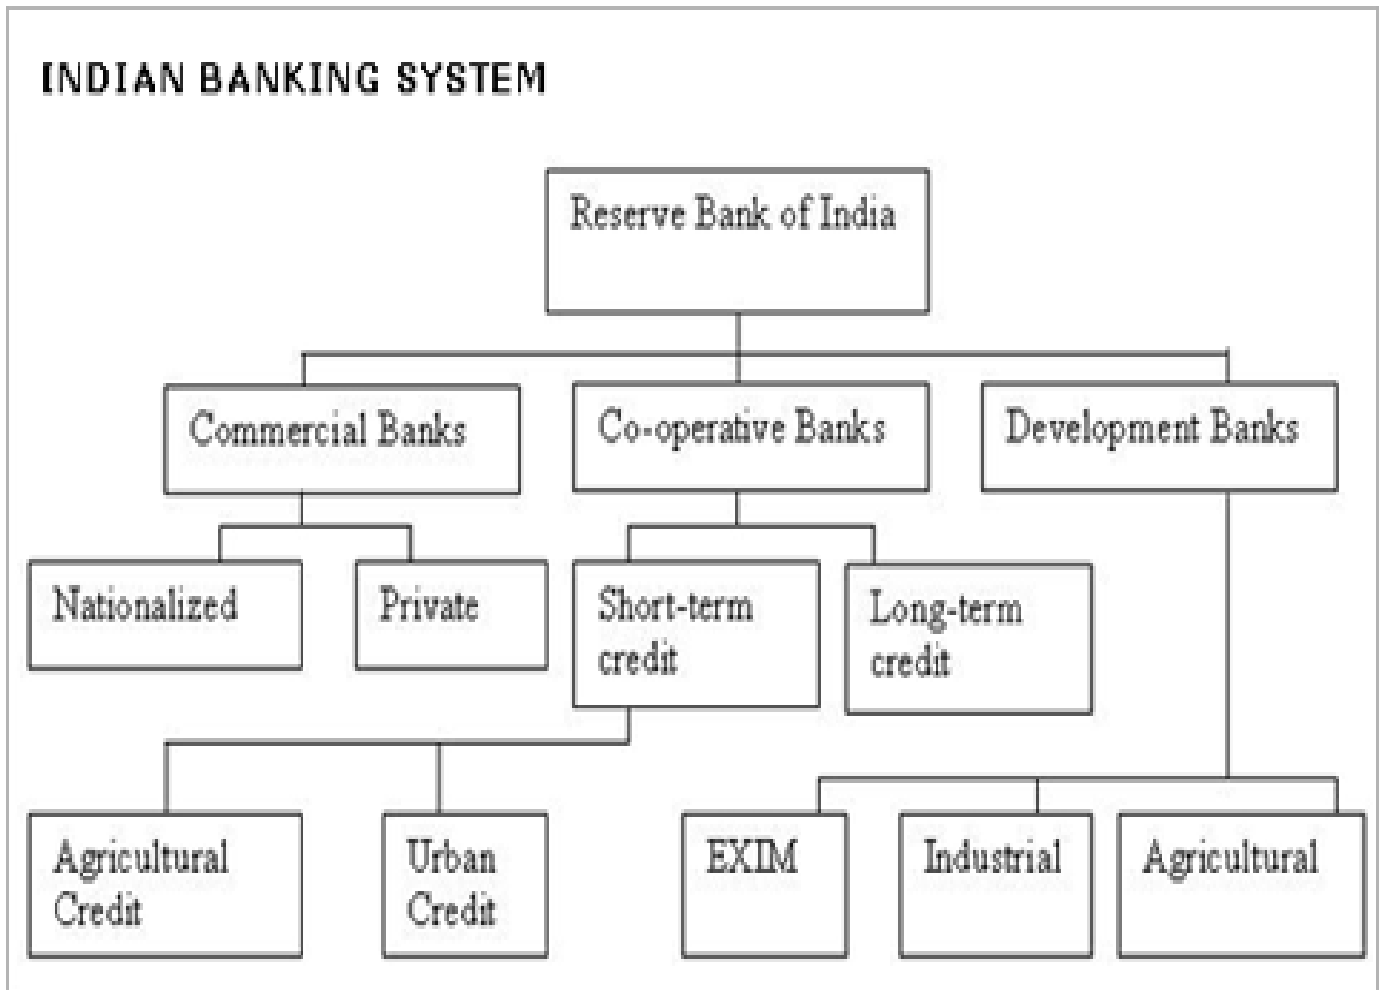 INDIAN BANKING SYSTEM
Reserve Bank of India
Commercial Banks
Co-operative Banks
Development Banks
Nationalized
Private
Short-term
credit
Long-term
credit
Agricultural
Credit
Urban
Credit
EXIM
Industrial
Agricultural